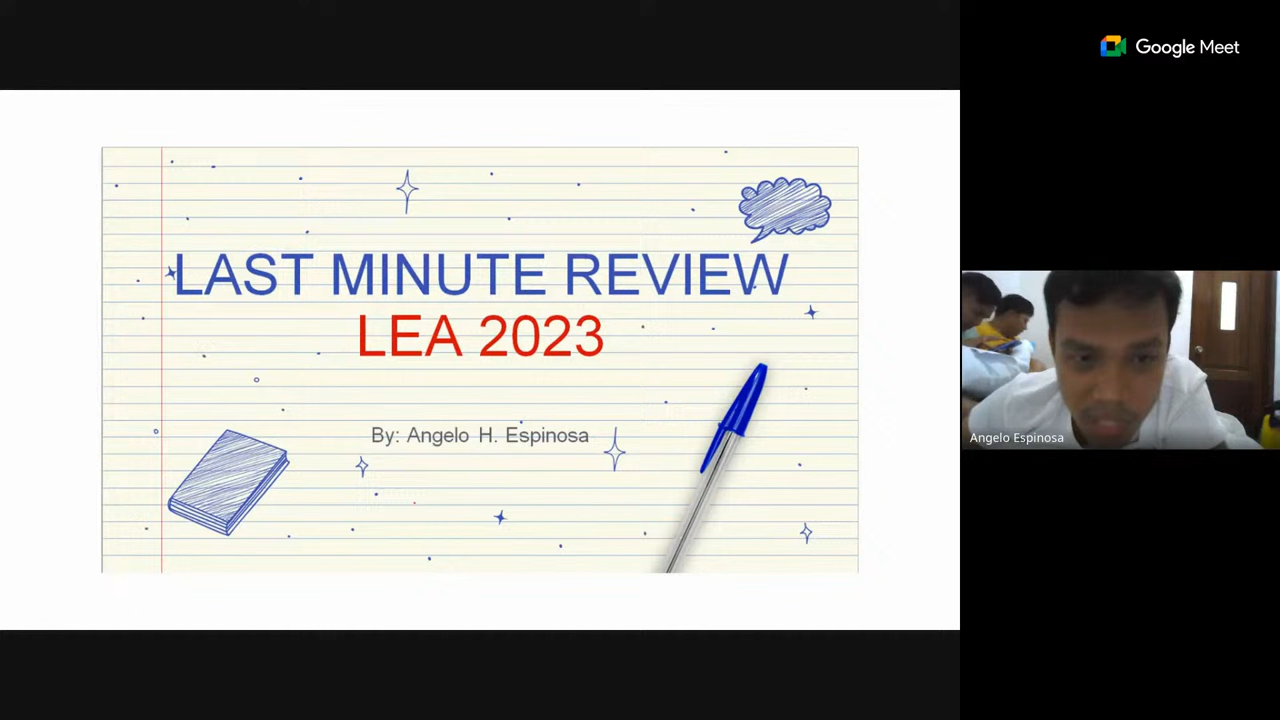 LAST MINUTE REVIEW
LEA 2023
By: Angelo H. Espinosa
Google Meet
Angelo Espinosa